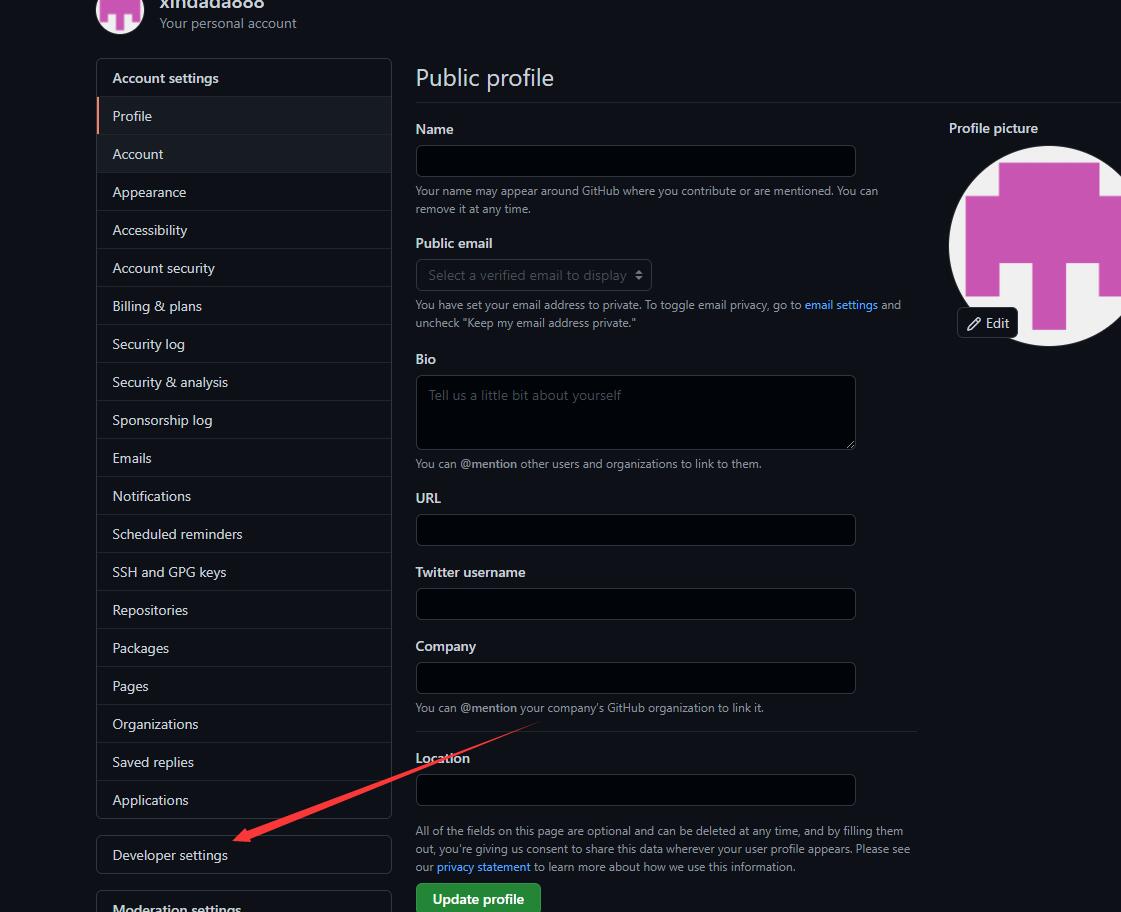 xindada888
Your personal account
Account settings
Profile
Account
Appearance
Accessibility
Account security
Billing & plans
Security log
Security & analysis
Sponsorship log
Emails
Notifications
Scheduled reminders
SSH and GPG keys
Repositories
Packages
Pages
Organizations
Saved replies
Applications
Developer settings
Moderation settings
Public profile
Name
Your name may appear around GitHub where you contribute or are mentioned. You can
remove it at any time.
Public email
Select a verified email to display
You have set your email address to private. To toggle email privacy, go to email settings and
uncheck "Keep my email address private."
Bio
Tell us a little bit about yourself
You can @mention other users and organizations to link to them.
URL
Twitter username
Company
You can @mention your company's GitHub organization to link it.
Location
All of the fields on this page are optional and can be deleted at any time, and by filling them
out, you're giving us consent to share this data wherever your user profile appears. Please see
our privacy statement to learn more about how we use this information.
Update profile
Profile picture
Edit